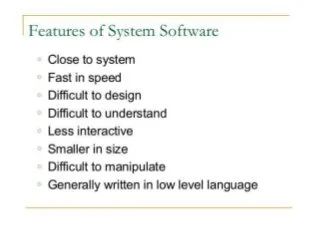 Features of System Software
Close to system
Fast in speed
Difficult to design
Difficult to understand
Less interactive
Smaller in size
Difficult to manipulate
Generally written in low level language